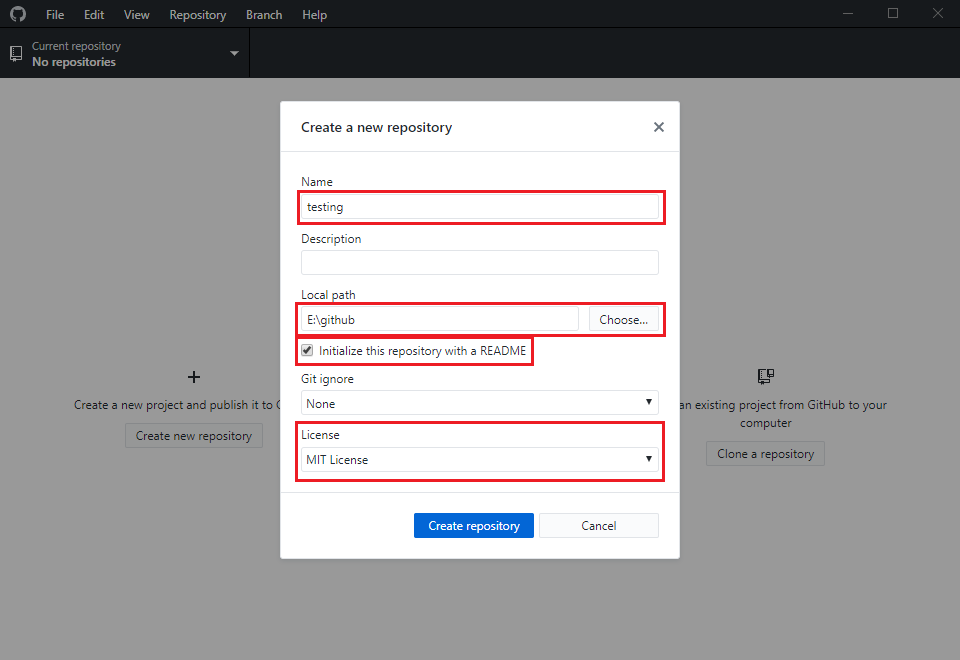 File Edit View Repository Branch Help
Current repository
No repositories
Create a new repository
Name
testing
Description
Local path
E:\github
Choose...
Initialize this repository with a README
Git ignore
None
License
MIT License
Create repository Cancel
Create a new project and publish it to
Create new repository
an existing project from GitHub to your
computer
Clone a repository